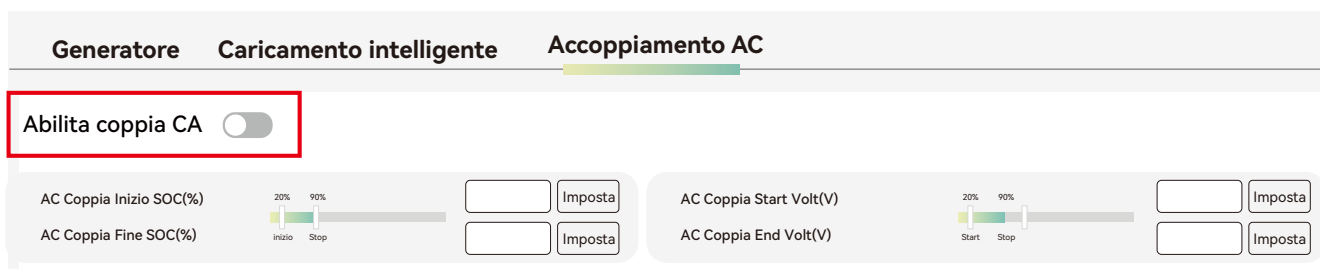 Generatore Caricamento intelligente Accoppiamento AC
Abilita coppia CA
AC Coppia Inizio SOC(%) 20% 90% Imposta
AC Coppia Fine SOC(%) inizio Stop Imposta
AC Coppia Start Volt(V) 20% 90% Imposta
AC Coppia End Volt(V) Start Stop Imposta